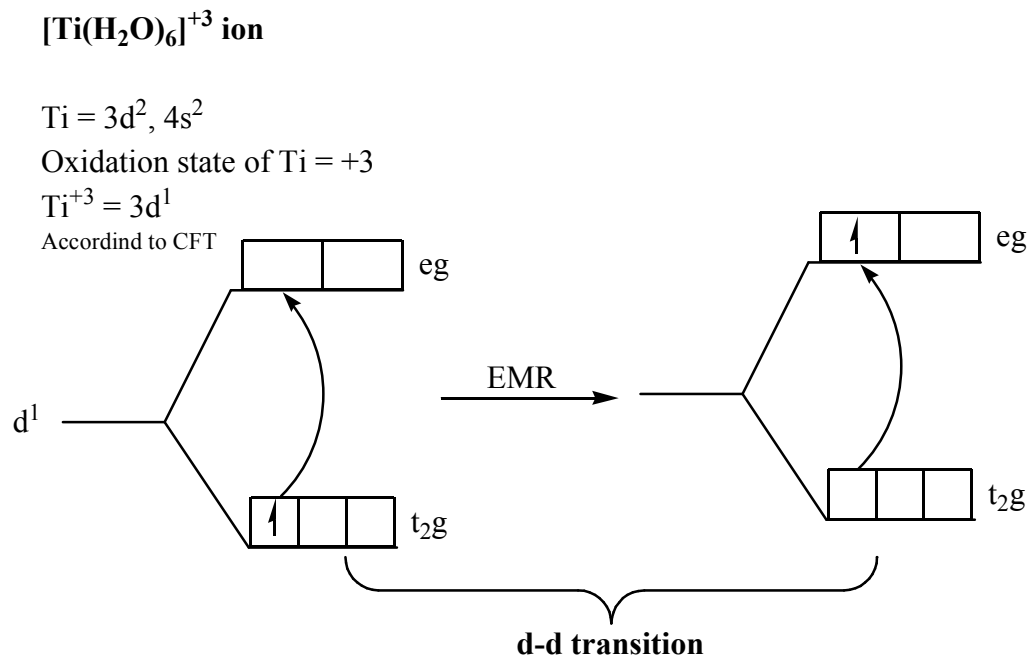 [Ti(H₂O)₆]⁺³ ion
Ti = 3d², 4s²
Oxidation state of Ti = +3
Ti⁺³ = 3d¹
Accordind to CFT
eg
eg
EMR
d¹
t₂g
t₂g
d-d transition